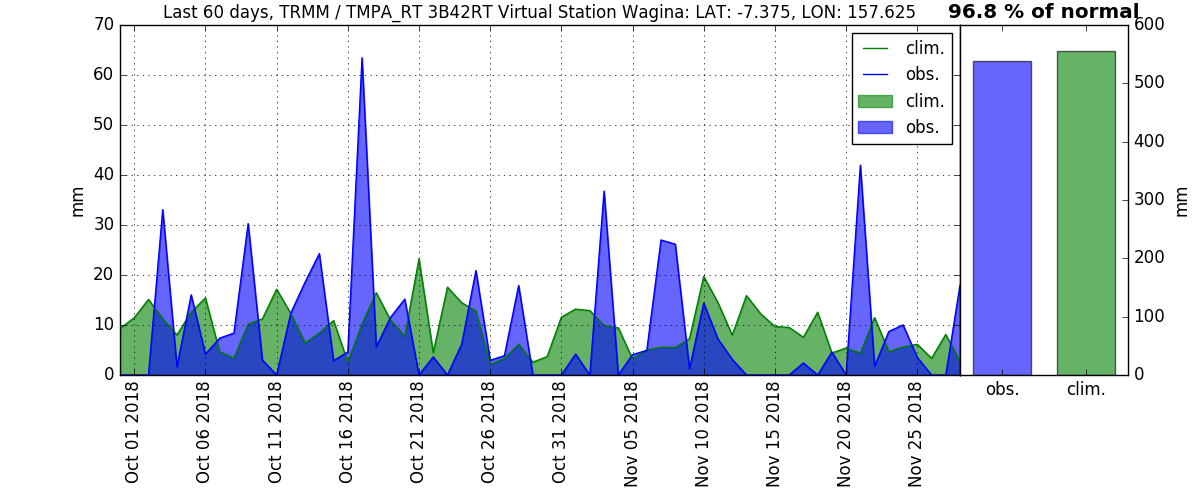 Last 60 days, TRMM / TMPA_RT 3B42RT Virtual Station Wagina: LAT: -7.375, LON: 157.625
96.8 % of normal
70
60
50
40
30
20
10
0
mm
clim.
obs.
clim.
obs.
600
500
400
300
200
100
0
mm
obs.
clim.
Oct 01 2018
Oct 06 2018
Oct 11 2018
Oct 16 2018
Oct 21 2018
Oct 26 2018
Oct 31 2018
Nov 05 2018
Nov 10 2018
Nov 15 2018
Nov 20 2018
Nov 25 2018